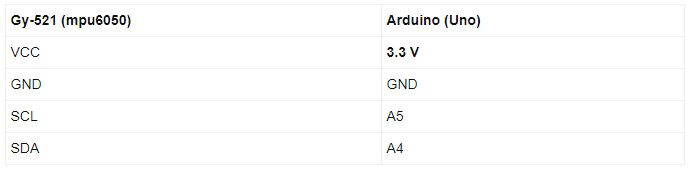 Gy-521 (mpu6050) Arduino (Uno)
VCC 3.3 V
GND GND
SCL A5
SDA A4